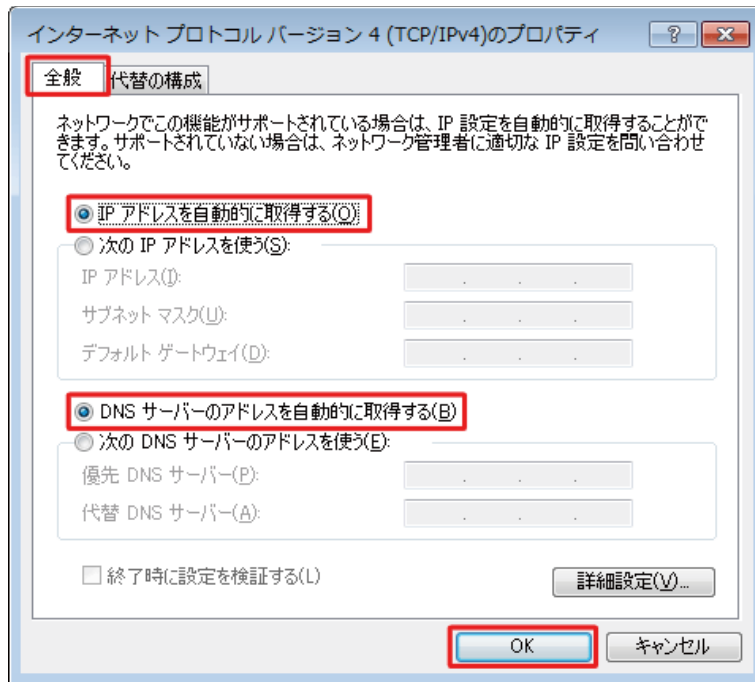 インターネット プロトコル バージョン 4 (TCP/IPv4)のプロパティ
全般
代替の構成
ネットワークでこの機能がサポートされている場合は、IP 設定を自動的に取得することがで
きます。サポートされていない場合は、ネットワーク管理者に適切な IP 設定を問い合わせ
てください。
IP アドレスを自動的に取得する(O)
次の IP アドレスを使う(S):
IP アドレス(I):
サブネット マスク(U):
デフォルト ゲートウェイ(D):
DNS サーバーのアドレスを自動的に取得する(B)
次の DNS サーバーのアドレスを使う(E):
優先 DNS サーバー(P):
代替 DNS サーバー(A):
終了時に設定を検証する(L)
詳細設定(V)...
OK
キャンセル